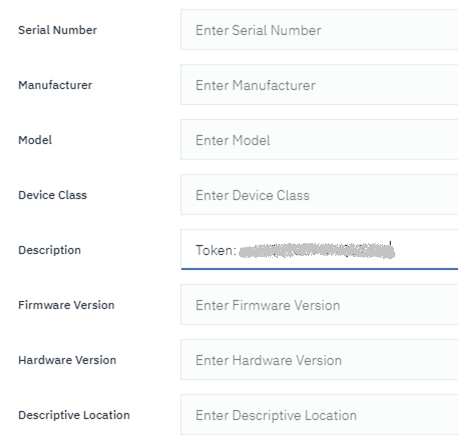 Serial Number Enter Serial Number
Manufacturer Enter Manufacturer
Model Enter Model
Device Class Enter Device Class
Description Token:
Firmware Version Enter Firmware Version
Hardware Version Enter Hardware Version
Descriptive Location Enter Descriptive Location